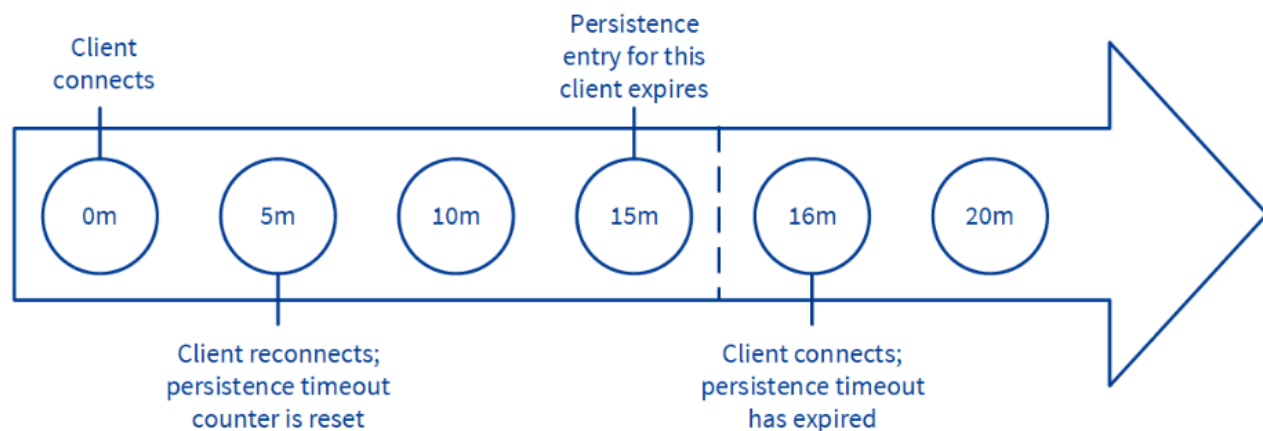 Client
connects
Persistence
entry for this
client expires
0m
5m
10m
15m
16m
20m
Client reconnects;
persistence timeout
counter is reset
Client connects;
persistence timeout
has expired